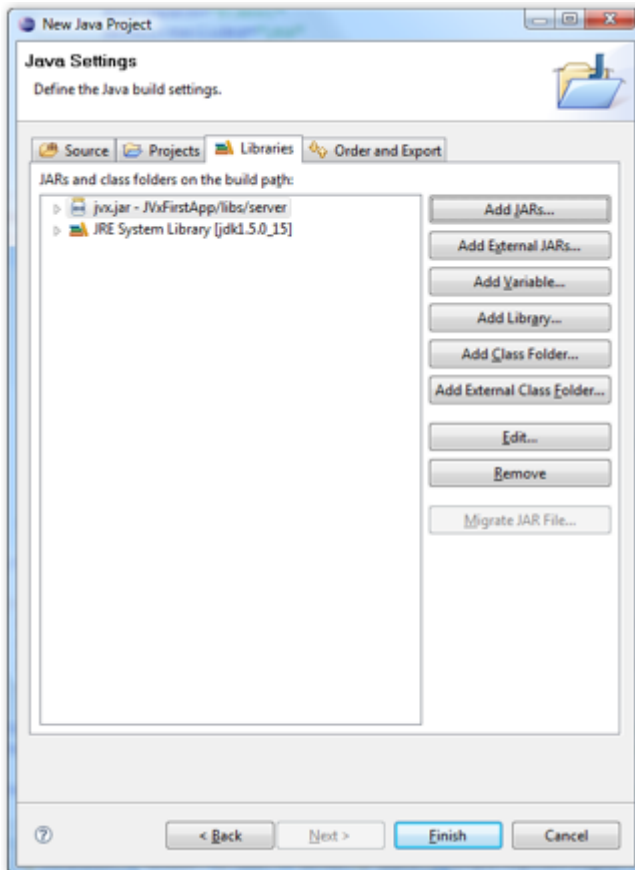 New Java Project
Java Settings
Define the Java build settings.
Source Projects Libraries Order and Export
JARs and class folders on the build path:
jvx.jar - JVxFirstApp/libs/server
JRE System Library [jdk1.5.0_15]
Add JARs...
Add External JARs...
Add Variable...
Add Library...
Add Class Folder...
Add External Class Folder...
Edit...
Remove
Migrate JAR File...
? < Back Next > Finish Cancel